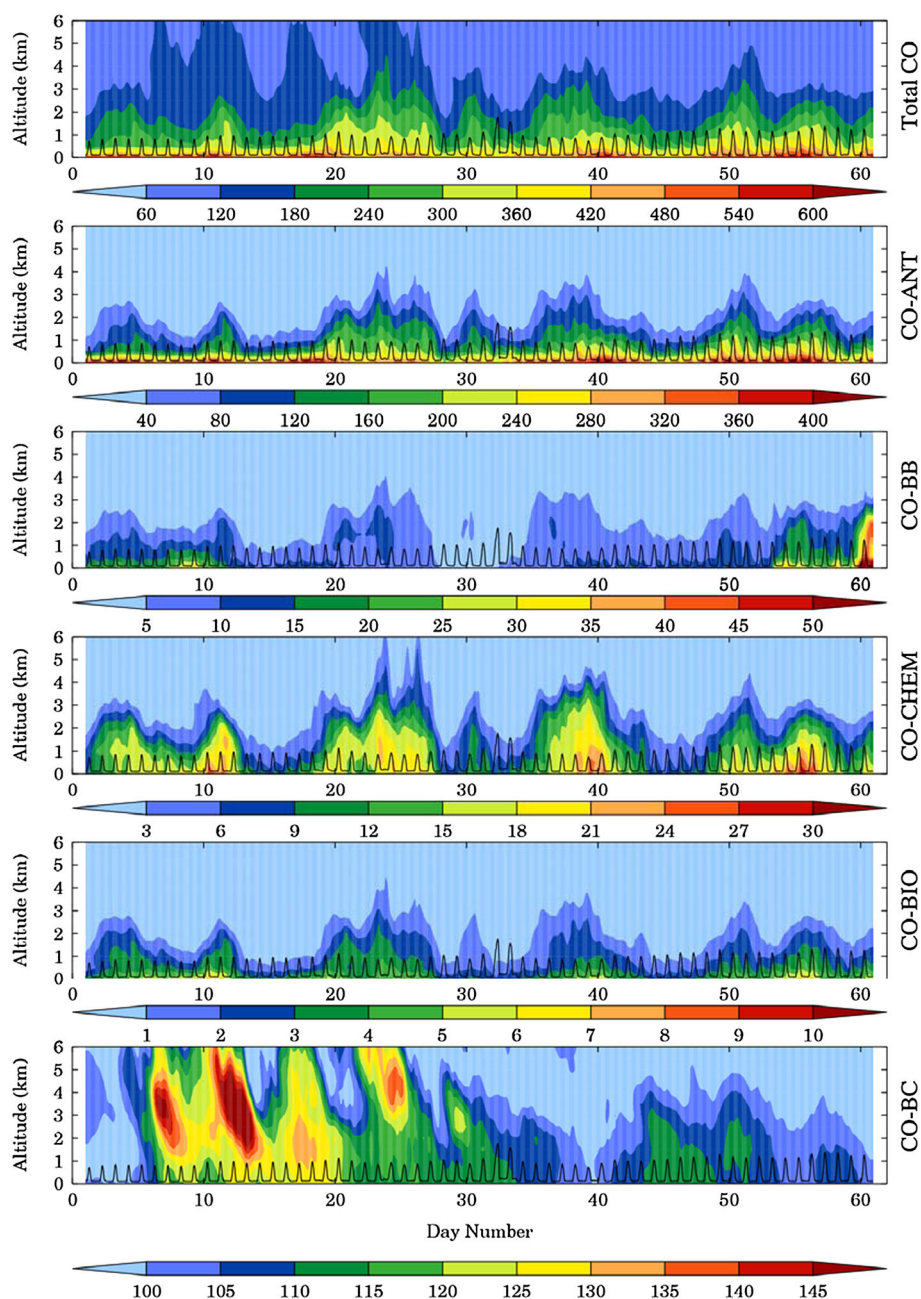 6
5
4
3
2
1
0
Altitude (km)
Total CO
0 10 20 30 40 50 60
60 120 180 240 300 360 420 480 540 600
6
5
4
3
2
1
0
Altitude (km)
CO-ANT
0 10 20 30 40 50 60
40 80 120 160 200 240 280 320 360 400
6
5
4
3
2
1
0
Altitude (km)
CO-BB
0 10 20 30 40 50 60
5 10 15 21 25 30 35 40 45 50
6
5
4
3
2
1
0
Altitude (km)
CO-CHEM
0 10 20 30 40 50 60
3 6 9 12 15 18 21 24 27 30
6
5
4
3
2
1
0
Altitude (km)
CO-BIO
0 10 20 30 40 50 60
1 2 3 4 5 6 7 8 9 10
6
5
4
3
2
1
0
Altitude (km)
CO-BC
0 10 20 30 40 50 60
Day Number
100 105 110 115 120 125 130 135 140 145